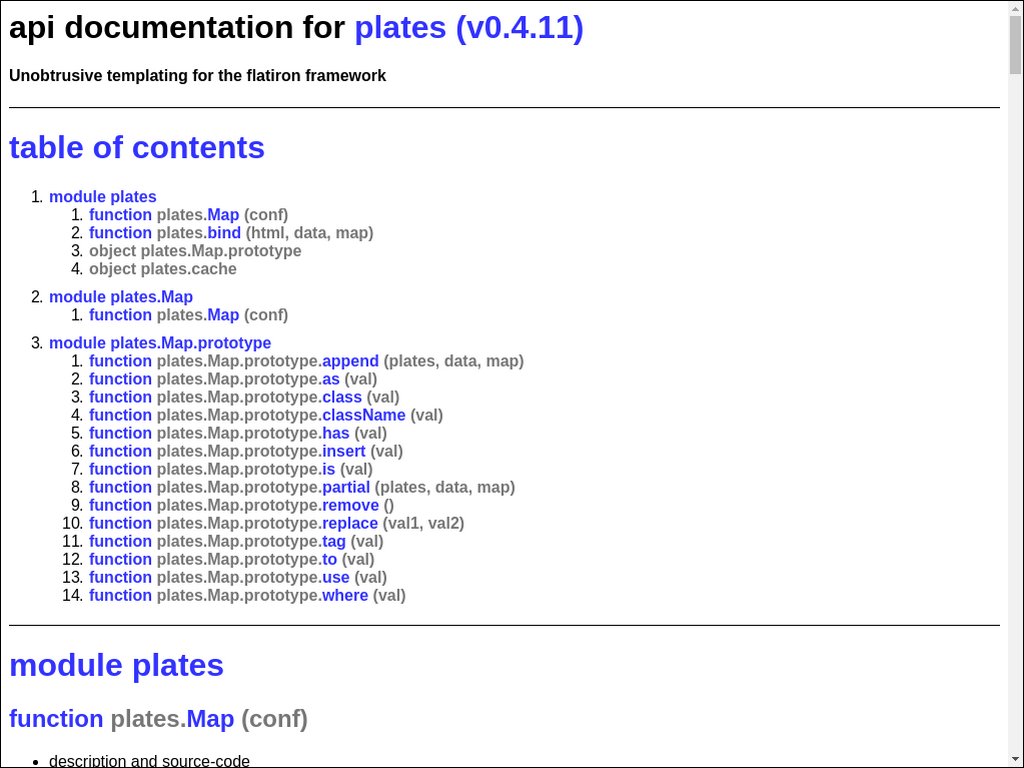 api documentation for plates (v0.4.11)
Unobtrusive templating for the flatiron framework
table of contents
1. module plates
1. function plates.Map (conf)
2. function plates.bind (html, data, map)
3. object plates.Map.prototype
4. object plates.cache
2. module plates.Map
1. function plates.Map (conf)
3. module plates.Map.prototype
1. function plates.Map.prototype.append (plates, data, map)
2. function plates.Map.prototype.as (val)
3. function plates.Map.prototype.class (val)
4. function plates.Map.prototype.className (val)
5. function plates.Map.prototype.has (val)
6. function plates.Map.prototype.insert (val)
7. function plates.Map.prototype.is (val)
8. function plates.Map.prototype.partial (plates, data, map)
9. function plates.Map.prototype.remove ()
10. function plates.Map.prototype.replace (val1, val2)
11. function plates.Map.prototype.tag (val)
12. function plates.Map.prototype.to (val)
13. function plates.Map.prototype.use (val)
14. function plates.Map.prototype.where (val)
module plates
function plates.Map (conf)
• description and source-code